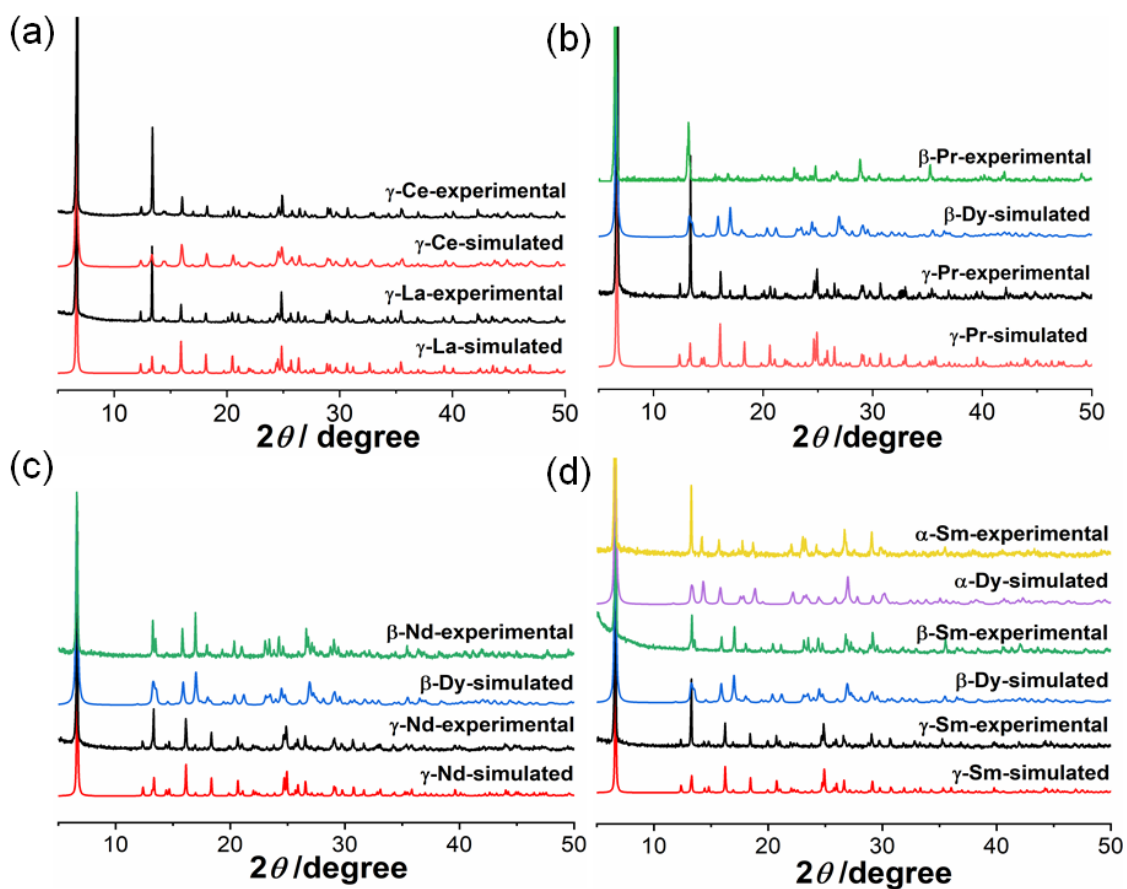 (a)
γ-Ce-experimental
γ-Ce-simulated
γ-La-experimental
γ-La-simulated
10 20 30 40 50
2θ / degree
(b)
β-Pr-experimental
β-Dy-simulated
γ-Pr-experimental
γ-Pr-simulated
10 20 30 40 50
2θ /degree
(c)
β-Nd-experimental
β-Dy-simulated
γ-Nd-experimental
γ-Nd-simulated
10 20 30 40 50
2θ /degree
(d)
α-Sm-experimental
α-Dy-simulated
β-Sm-experimental
β-Dy-simulated
γ-Sm-experimental
γ-Sm-simulated
10 20 30 40 50
2θ /degree